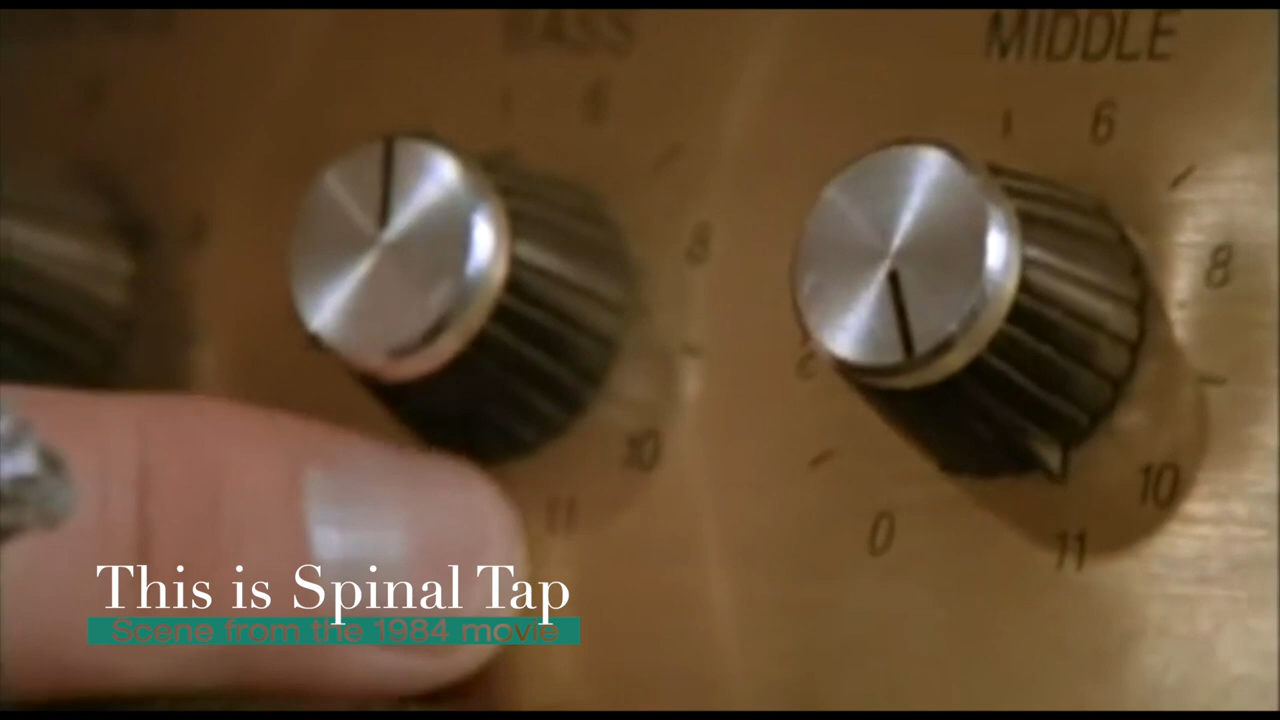 BASS
MIDDLE
6
6
8
8
10
10
11
11
0
This is Spinal Tap
Scene from the 1984 movie